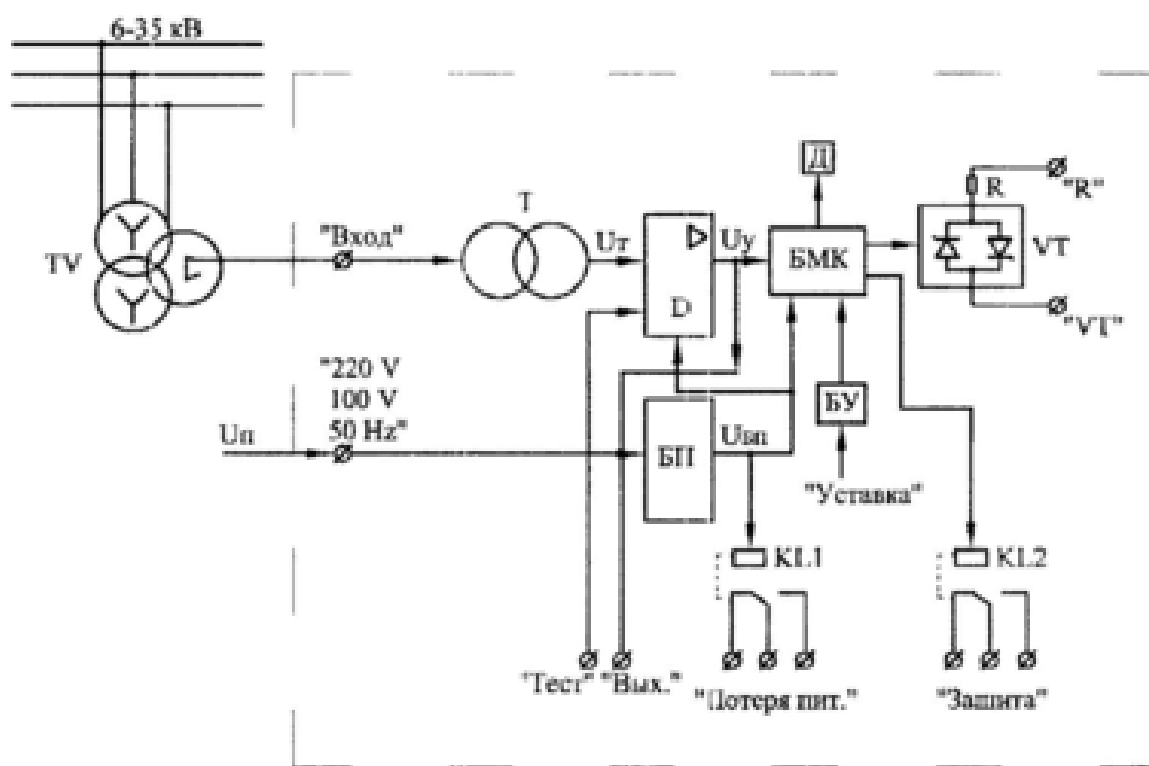 6-35 кВ
TV
"Вход"
T
Uт
D
Uу
БМК
Д
R
"R"
VT
"VT"
"220 V
100 V
50 Hz"
Uп
БП
Uвп
БУ
"Уставка"
KL1
KL2
"Тест" "Вых."
"Потеря пит."
"Защита"